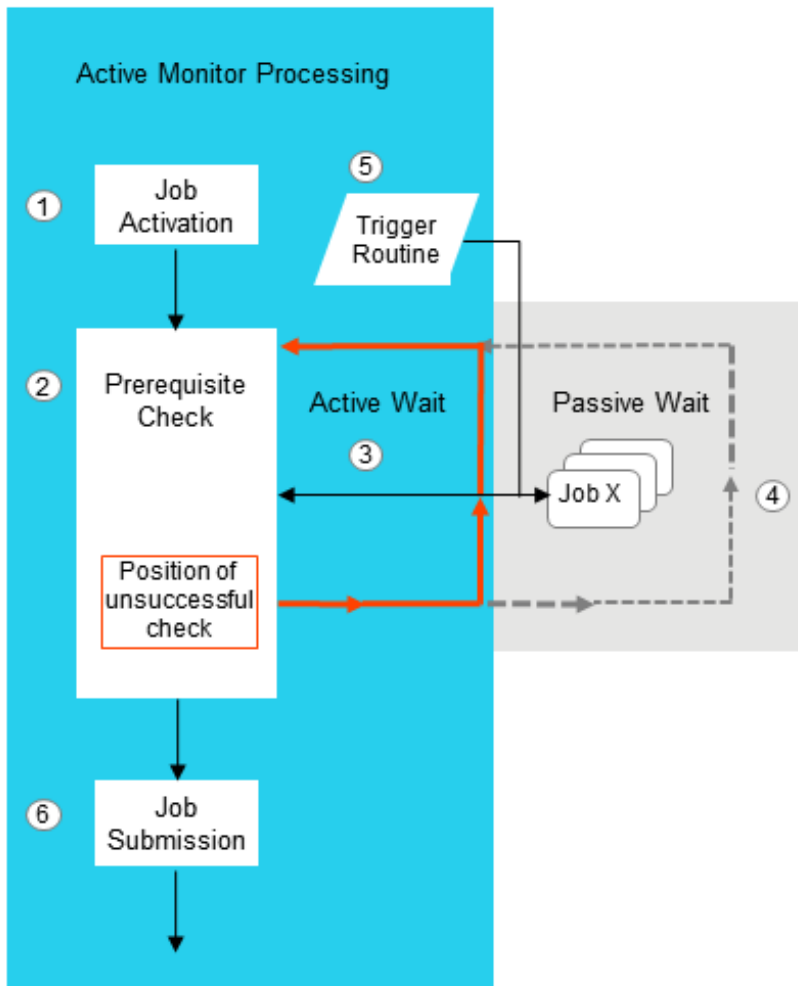 Active Monitor Processing
5
1
Job
Activation
Trigger
Routine
2
Prerequisite
Check
Active Wait
Passive Wait
3
Job X
4
Position of
unsuccessful
check
6
Job
Submission